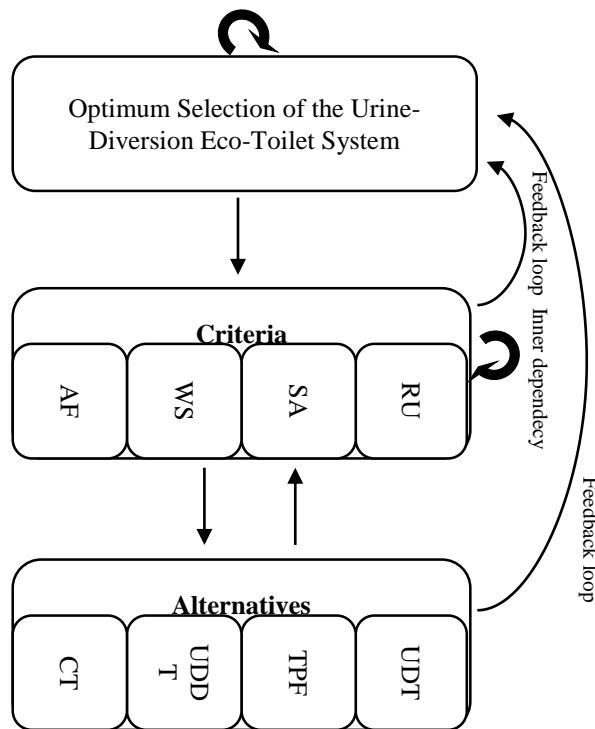 Optimum Selection of the Urine-
Diversion Eco-Toilet System
Feedback loop
Criteria
AF
WS
SA
RU
Inner dependecy
Feedback loop
Alternatives
CT
UDD
T
TPF
UDT